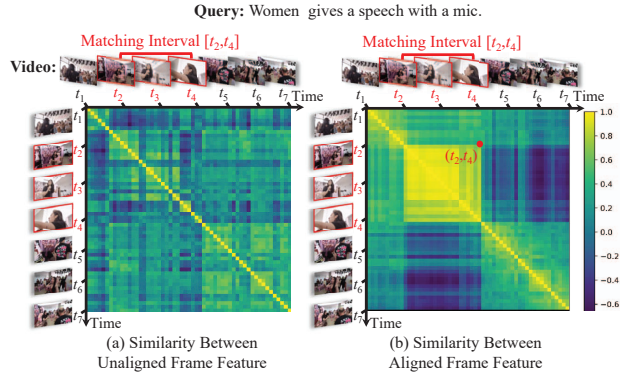 Query: Women gives a speech with a mic.
Matching Interval [t2,t4]
Matching Interval [t2,t4]
Video:
t1 t2 t3 t4 t5 t6 t7 Time
t1 t2 t3 t4 t5 t6 t7 Time
t1
t2
t3
t4
t5
t6
t7
Time
t1
t2
t3
t4
t5
t6
t7
Time
(t2,t4)
1.0
0.8
0.6
0.4
0.2
0.0
-0.2
-0.4
-0.6
(a) Similarity Between
Unaligned Frame Feature
(b) Similarity Between
Aligned Frame Feature